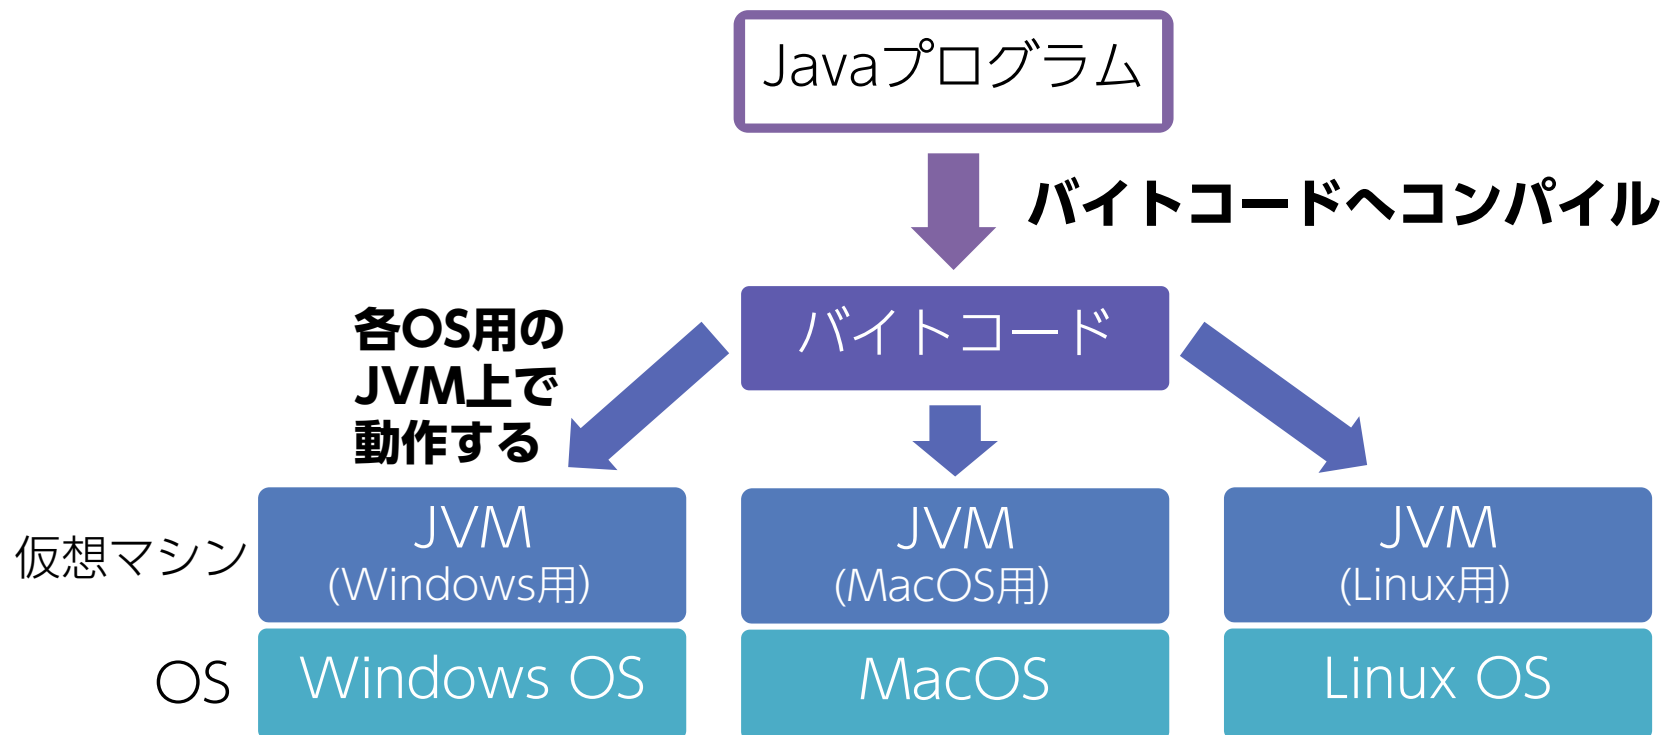 Javaプログラム
バイトコードへコンパイル
バイトコード
各OS用の
JVM上で
動作する
仮想マシン
JVM
(Windows用)
JVM
(MacOS用)
JVM
(Linux用)
OS
Windows OS
MacOS
Linux OS